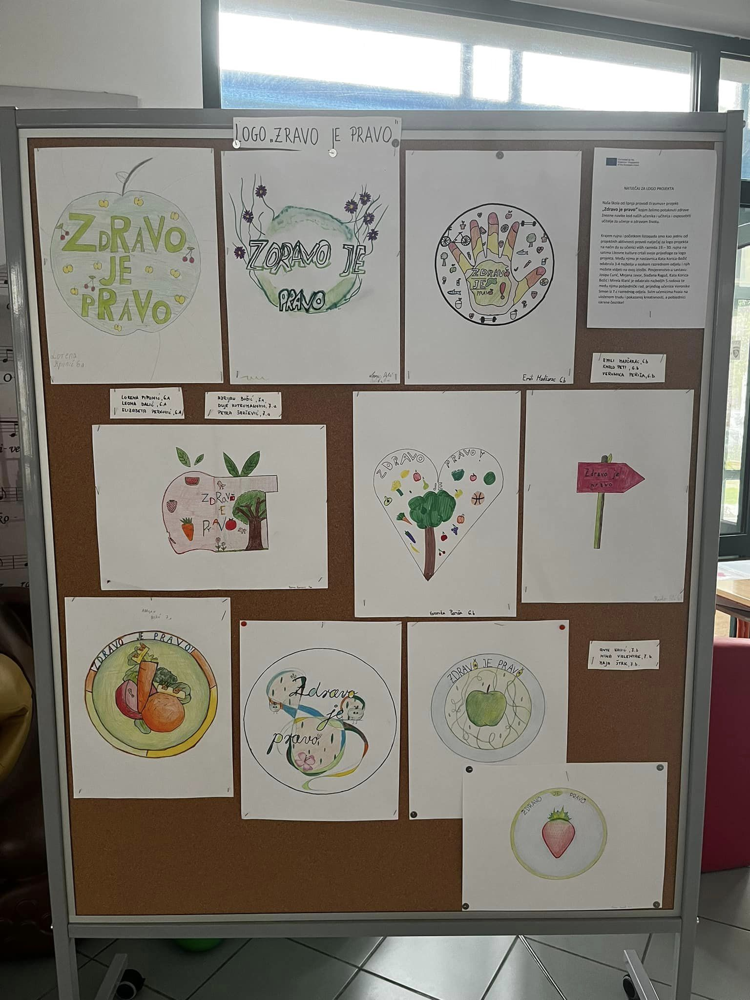 LOGO „ZRAVO JE PRAVO"
ZDRAVO
JE
PRAVO
Lorena
Pipunić 6.a
ZDRAVO JE
PRAVO
ZDRAVO
JE
PRAVO
Emili Madžarac 6.b
Co-funded by the
Erasmus+ Programme
of the European Union
NATJEČAJ ZA LOGO PROJEKTA
Naša škola od lipnja provodi Erasmus+ projekt
„Zdravo je pravo" kojim želimo potaknuti zdrave
životne navike kod naših učenika i učitelja i osposobiti
učitelje za učenje o zdravom životu.
Krajem rujna i početkom listopada smo kao jednu od
projektnih aktivnosti proveli natječaj za logo projekta
na način da su učenici viših razreda 19. – 30. rujna na
satima Likovne kulture crtali svoje prijedloge za logo
projekta. Među njima je nastavnica Kata Korica-Božić
odabrala 3-4 najbolja u svakom razrednom odjelu i njih
možete vidjeti na ovoj izložbi. Povjerenstvo u sastavu:
Josipa Curić, Mirjana Javor, Slađana Raguž, Kata Korica-
Božić i Mirela Klarić je odabralo najboljih 5 radova te
među njima pobjednički rad, prijedlog učenice Veronike
Simon iz 7.c razrednog odjela. Svim učenicima hvala na
uloženom trudu i pokazanoj kreativnosti, a pobjednici
iskrene čestitke!
EMILI MADŽARAC, 6.b
KARLO PETI, 6.b
VERONIKA PERIŠA, 6.b
LORENA PIPUNIĆ, 6.A
LEONA DALIĆ, 6.A
ELIZABETA PERKOVIĆ, 6.A
ADRIJAN BOŽIĆ, 7.a
DUJE KOTROMANOVIĆ, 7.a
PETRA ŠARČEVIĆ, 7.a
ZDRAVO
JE
PrAVO
ZDRAVO JE PRAVO!
Veronika Periša 6.b
Zdravo je
pravo
Karlo Peti 6.b
Adrijan
Božić 7.a
ZDRAVO JE PRAVO!
Zdravo
je
pravo
ZDRAVO JE PRAVO
ANTE KASIĆ, 7.b
NINA VALENTAK, 7.b.
MAJA ŠTRK, 7.b.
ZDRAVO JE PRAVO